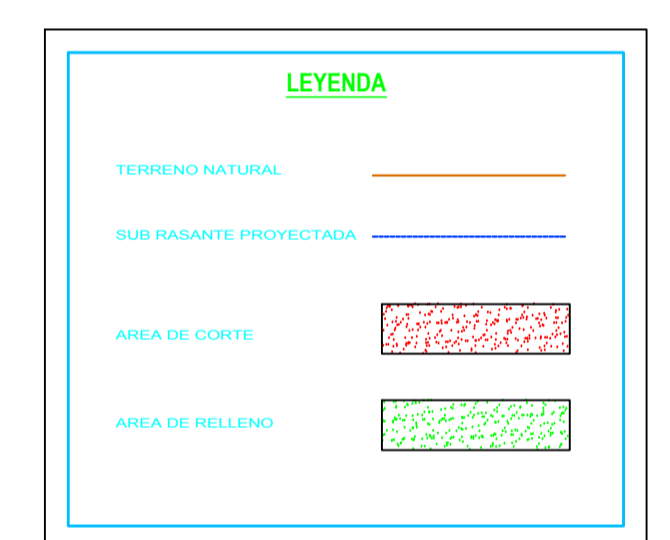 LEYENDA
TERRENO NATURAL
SUB RASANTE PROYECTADA
AREA DE CORTE
AREA DE RELLENO